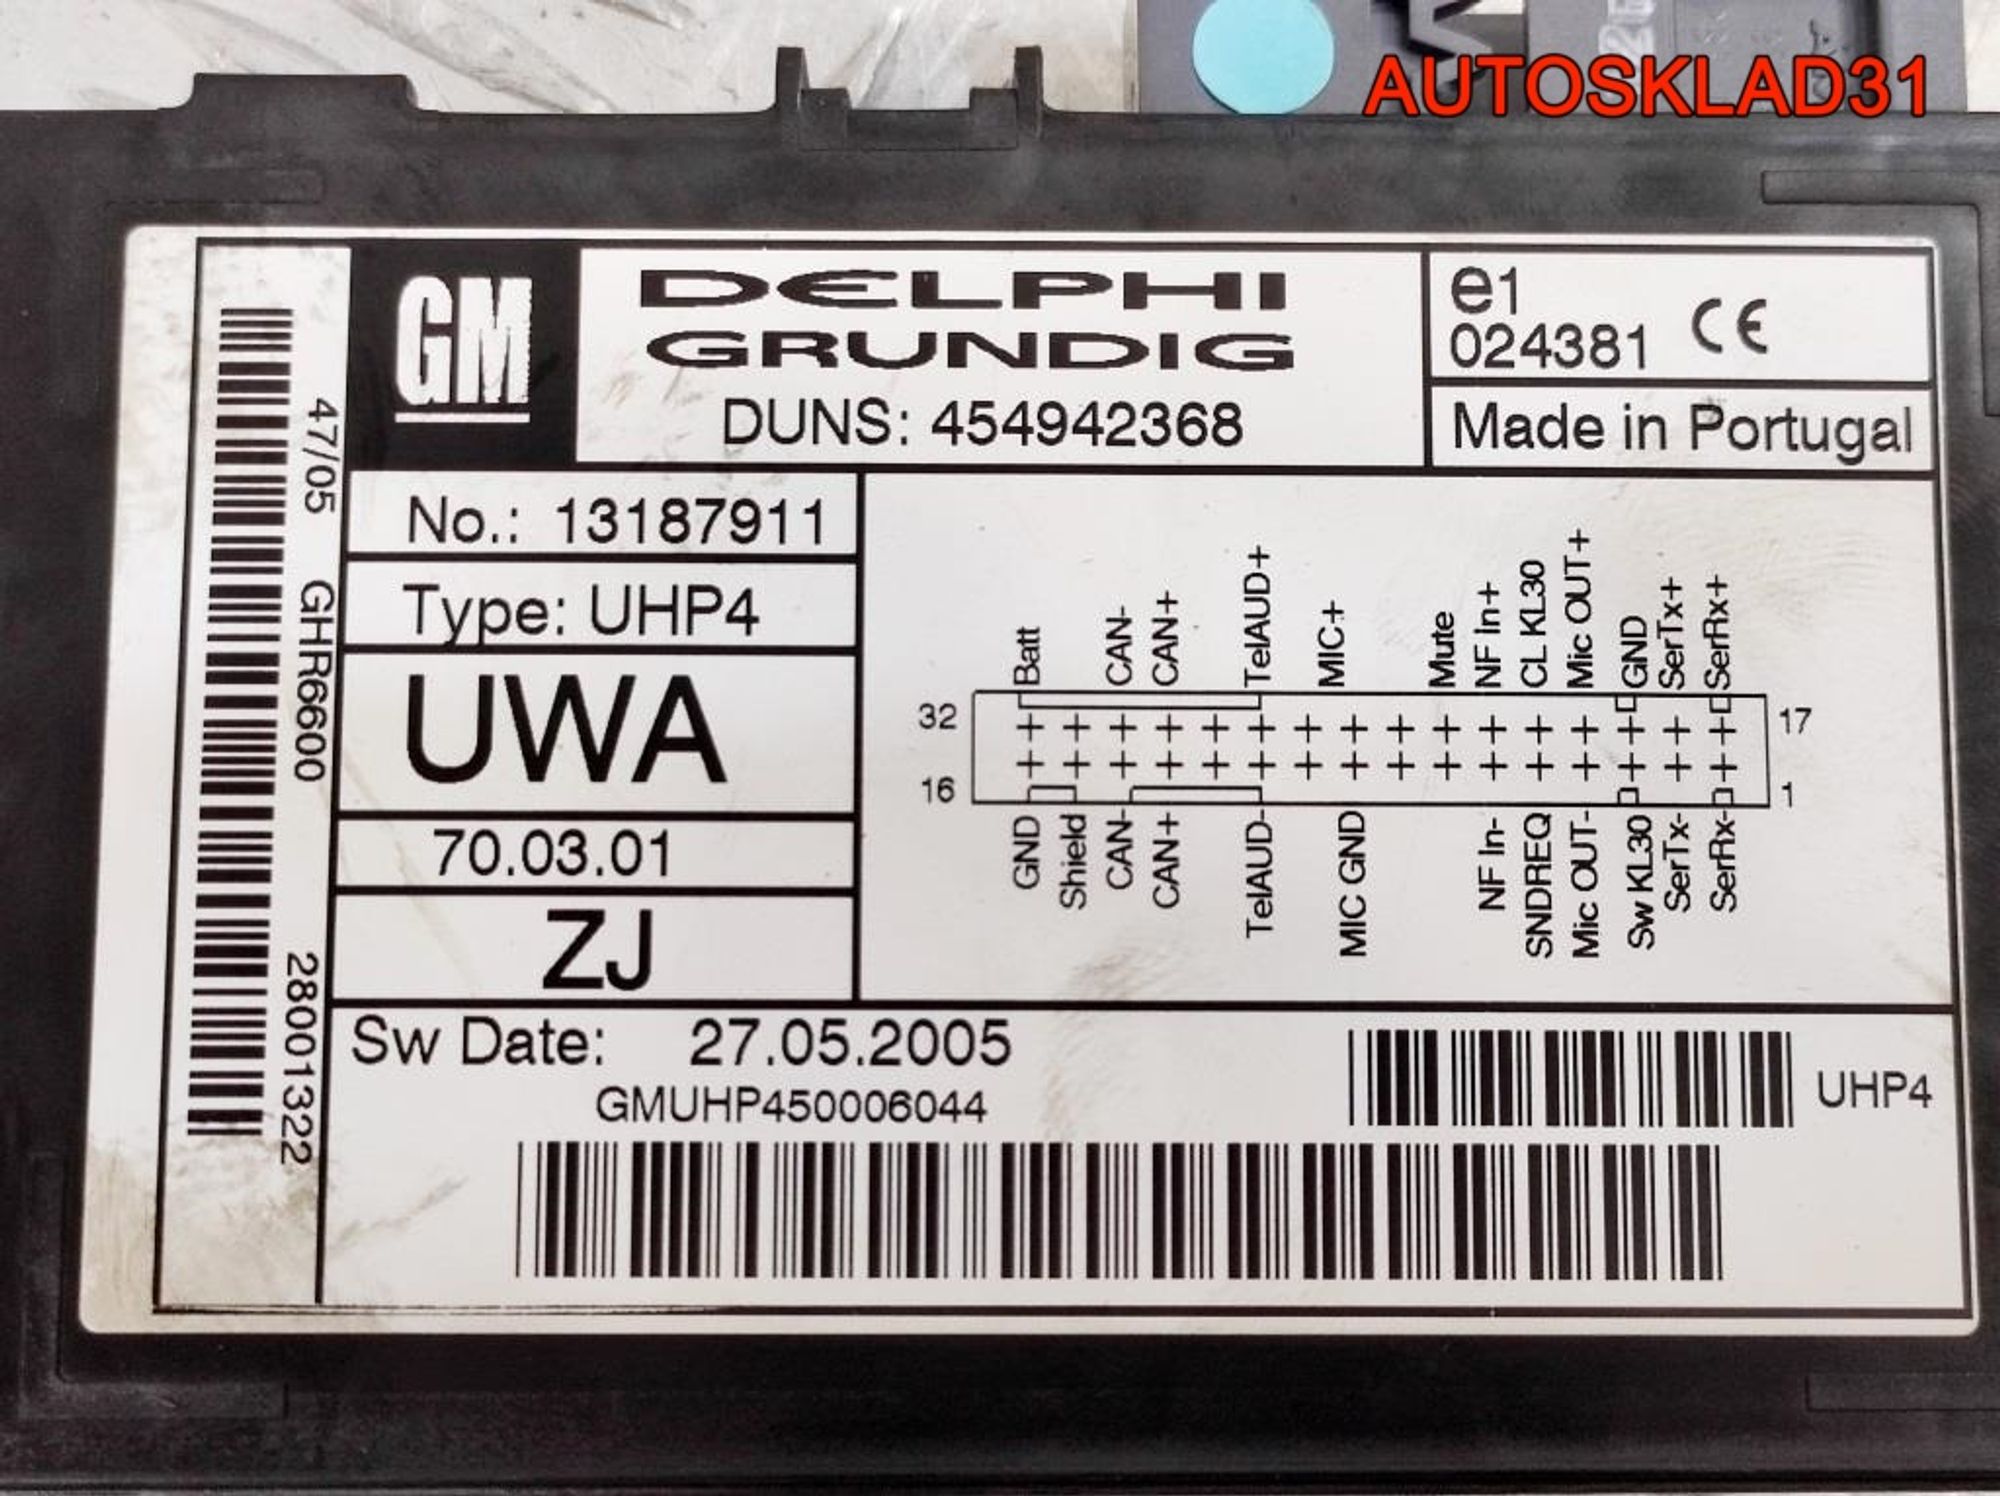 AUTOSKLAD31
GM
DELPHI
GRUNDIG
DUNS: 454942368
e1
024381 CE
Made in Portugal
47/05 GHR6600 28001322
No.: 13187911
Type: UHP4
UWA
70.03.01
ZJ
Batt CAN- CAN+ TelAUD+ MIC+ Mute NF In+ CL KL30 Mic OUT+ GND SerTx+ SerRx+
32 + + + + + + + + + + + + + + + + 17
16 + + + + + + + + + + + + + + + + 1
GND Shield CAN- CAN+ TelAUD- MIC GND NF In- SNDREQ Mic OUT- Sw KL30 SerTx- SerRx-
Sw Date: 27.05.2005
GMUHP450006044
UHP4